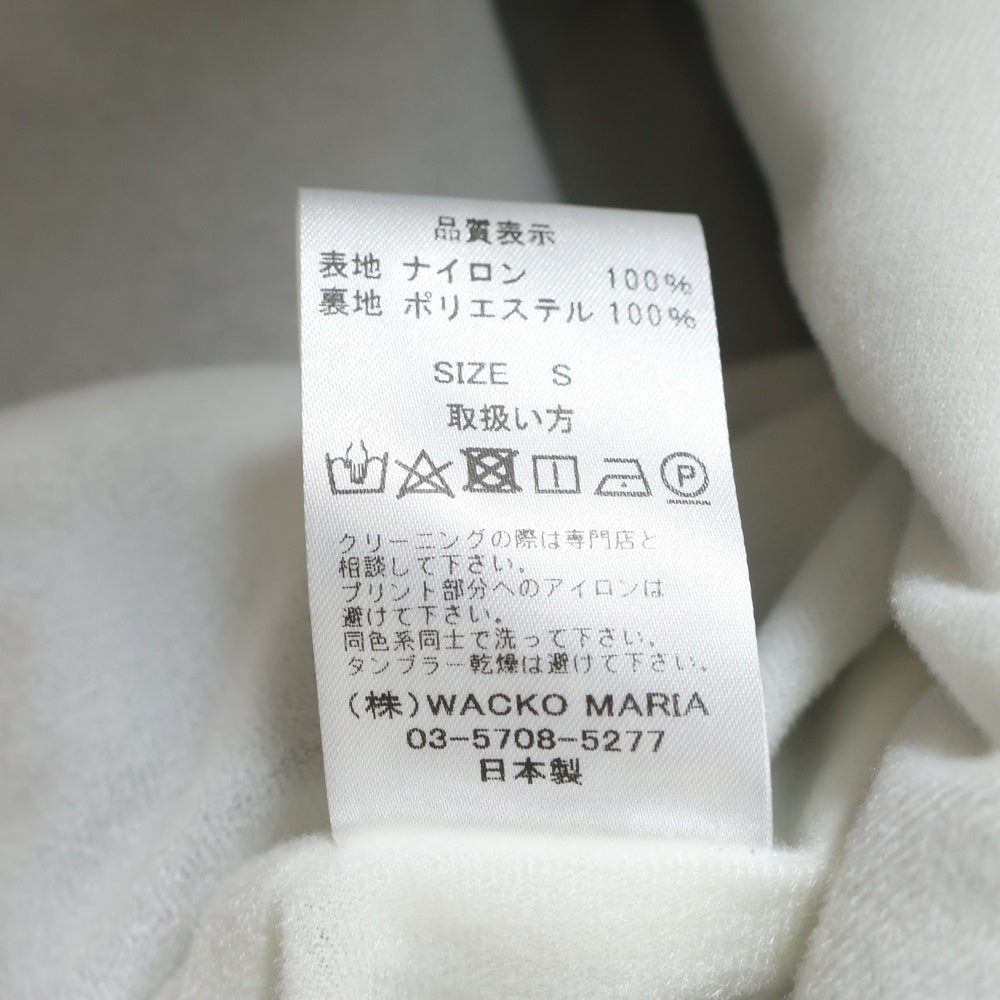 品質表示
表地 ナイロン 100%
裏地 ポリエステル 100%
SIZE S
取扱い方
P
クリーニングの際は専門店と
相談して下さい。
プリント部分へのアイロンは
避けて下さい。
同色系同士で洗って下さい。
タンブラー乾燥は避けて下さい。
(株)WACKO MARIA
03-5708-5277
日本製